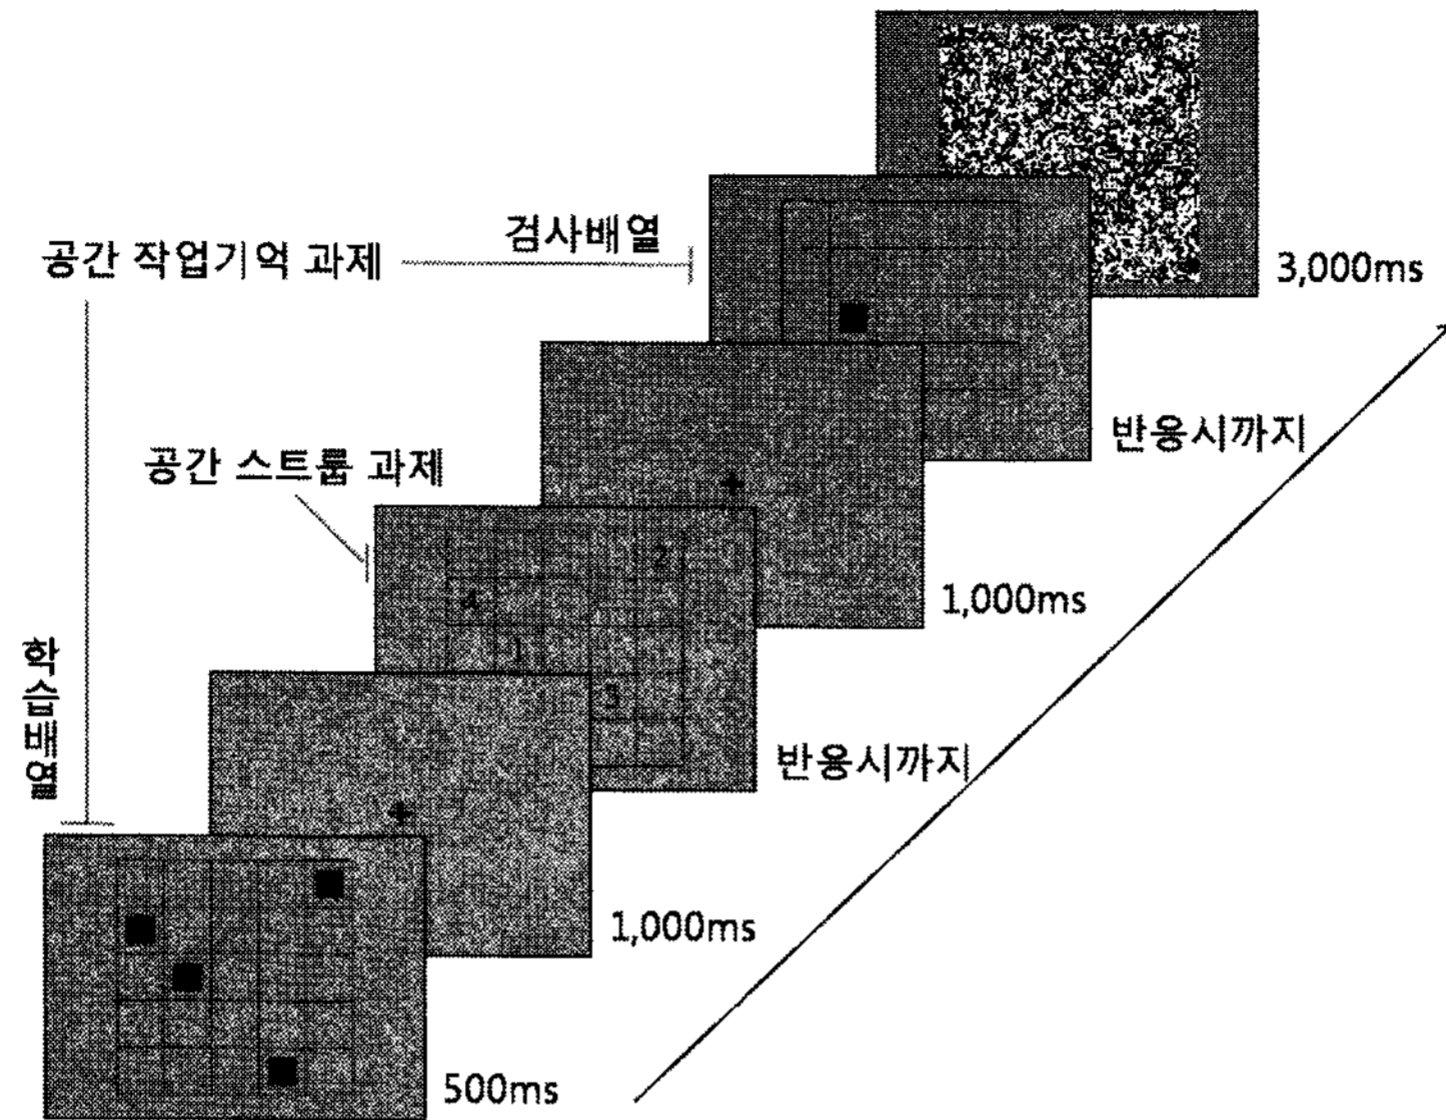 3,000ms
검사배열
공간 작업기억 과제
반응시까지
공간 스트룹 과제
2
4
1
3
1,000ms
학습배열
반응시까지
1,000ms
500ms